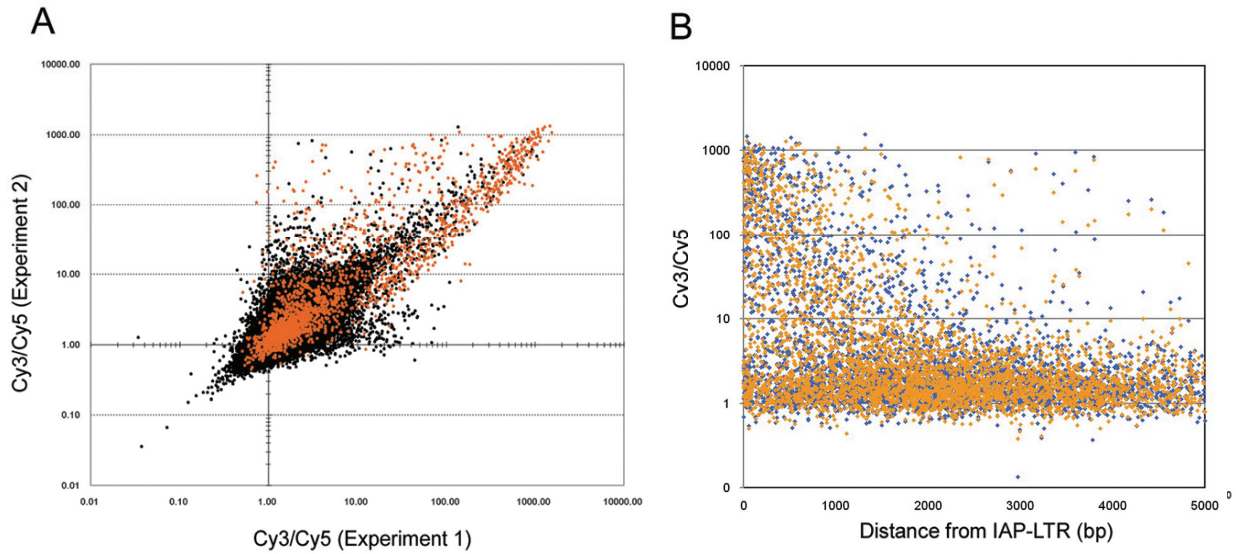 A
10000.00
1000.00
100.00
10.00
1.00
0.10
0.01
0.01 0.10 1.00 10.00 100.00 1000.00 10000.00
Cy3/Cy5 (Experiment 2)
Cy3/Cy5 (Experiment 1)
B
10000
1000
100
10
1
0
0 1000 2000 3000 4000 5000
0
Cv3/Cv5
Distance from IAP-LTR (bp)